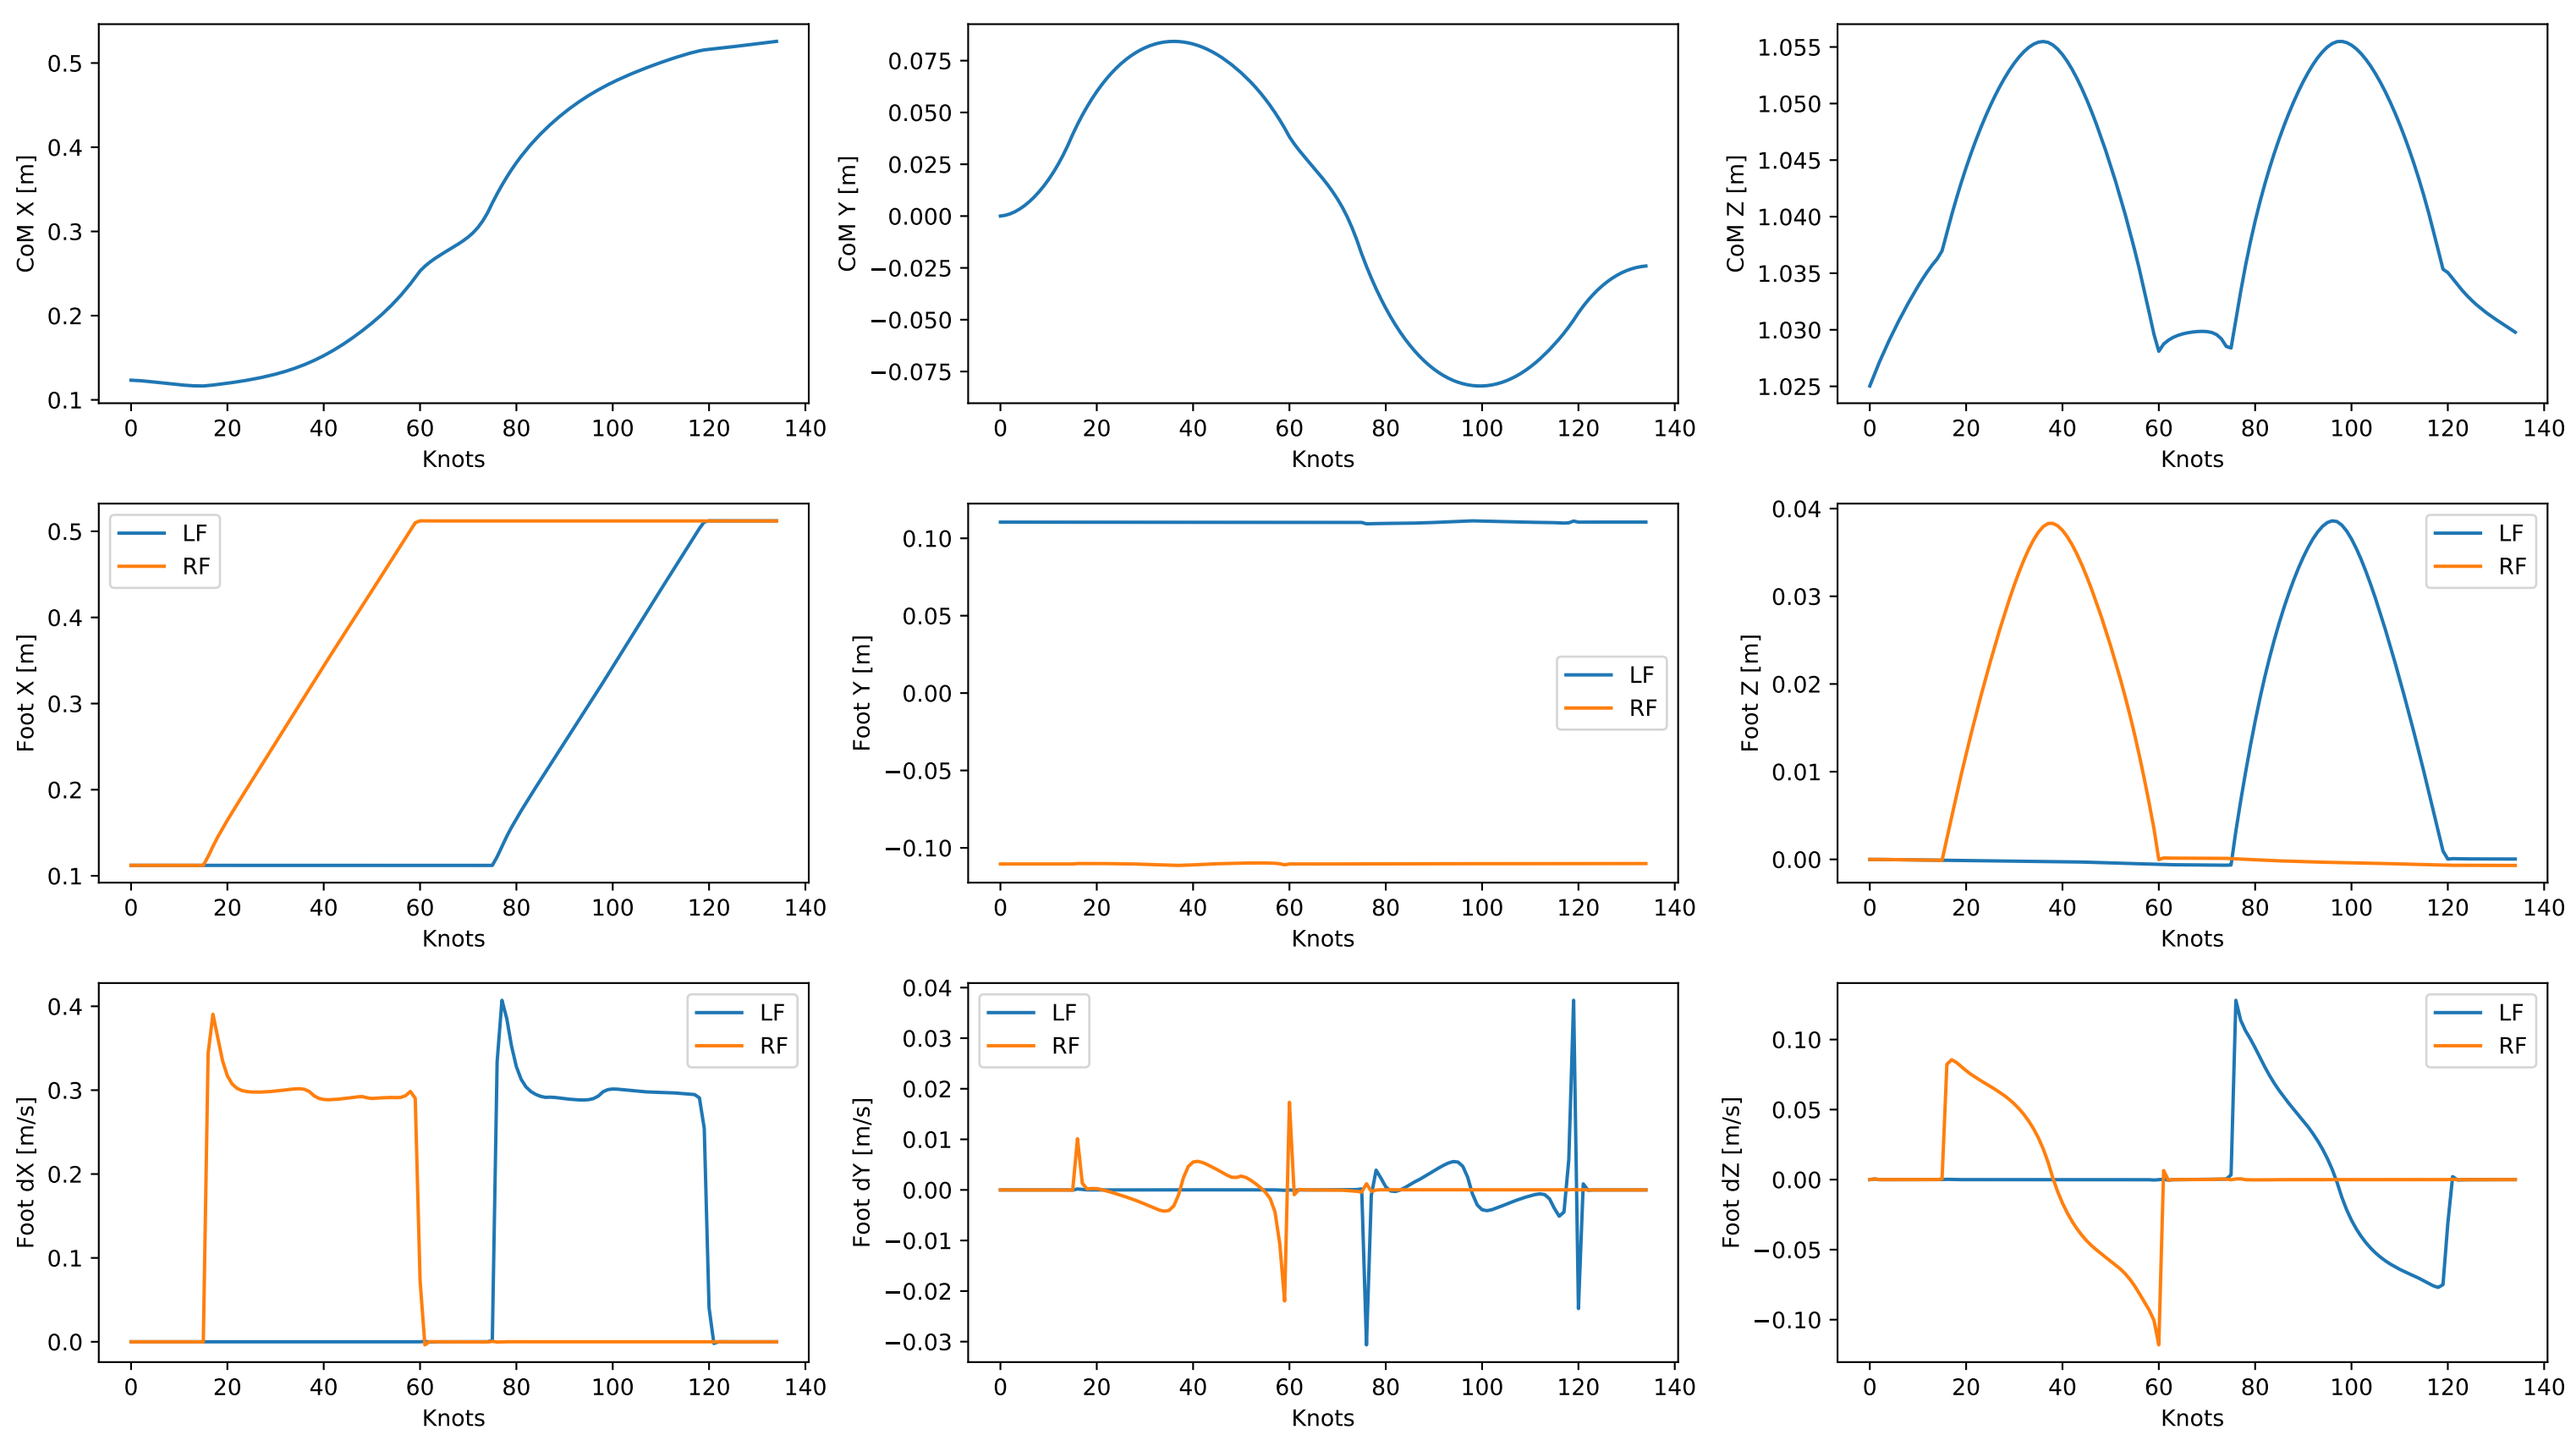 CoM X [m]
0.5
0.4
0.3
0.2
0.1
0 20 40 60 80 100 120 140
Knots
CoM Y [m]
0.075
0.050
0.025
0.000
−0.025
−0.050
−0.075
0 20 40 60 80 100 120 140
Knots
CoM Z [m]
1.055
1.050
1.045
1.040
1.035
1.030
1.025
0 20 40 60 80 100 120 140
Knots
Foot X [m]
0.5
0.4
0.3
0.2
0.1
LF
RF
0 20 40 60 80 100 120 140
Knots
Foot Y [m]
0.10
0.05
0.00
−0.05
−0.10
LF
RF
0 20 40 60 80 100 120 140
Knots
Foot Z [m]
0.04
0.03
0.02
0.01
0.00
LF
RF
0 20 40 60 80 100 120 140
Knots
Foot dX [m/s]
0.4
0.3
0.2
0.1
0.0
LF
RF
0 20 40 60 80 100 120 140
Knots
Foot dY [m/s]
0.04
0.03
0.02
0.01
0.00
−0.01
−0.02
−0.03
LF
RF
0 20 40 60 80 100 120 140
Knots
Foot dZ [m/s]
0.10
0.05
0.00
−0.05
−0.10
LF
RF
0 20 40 60 80 100 120 140
Knots